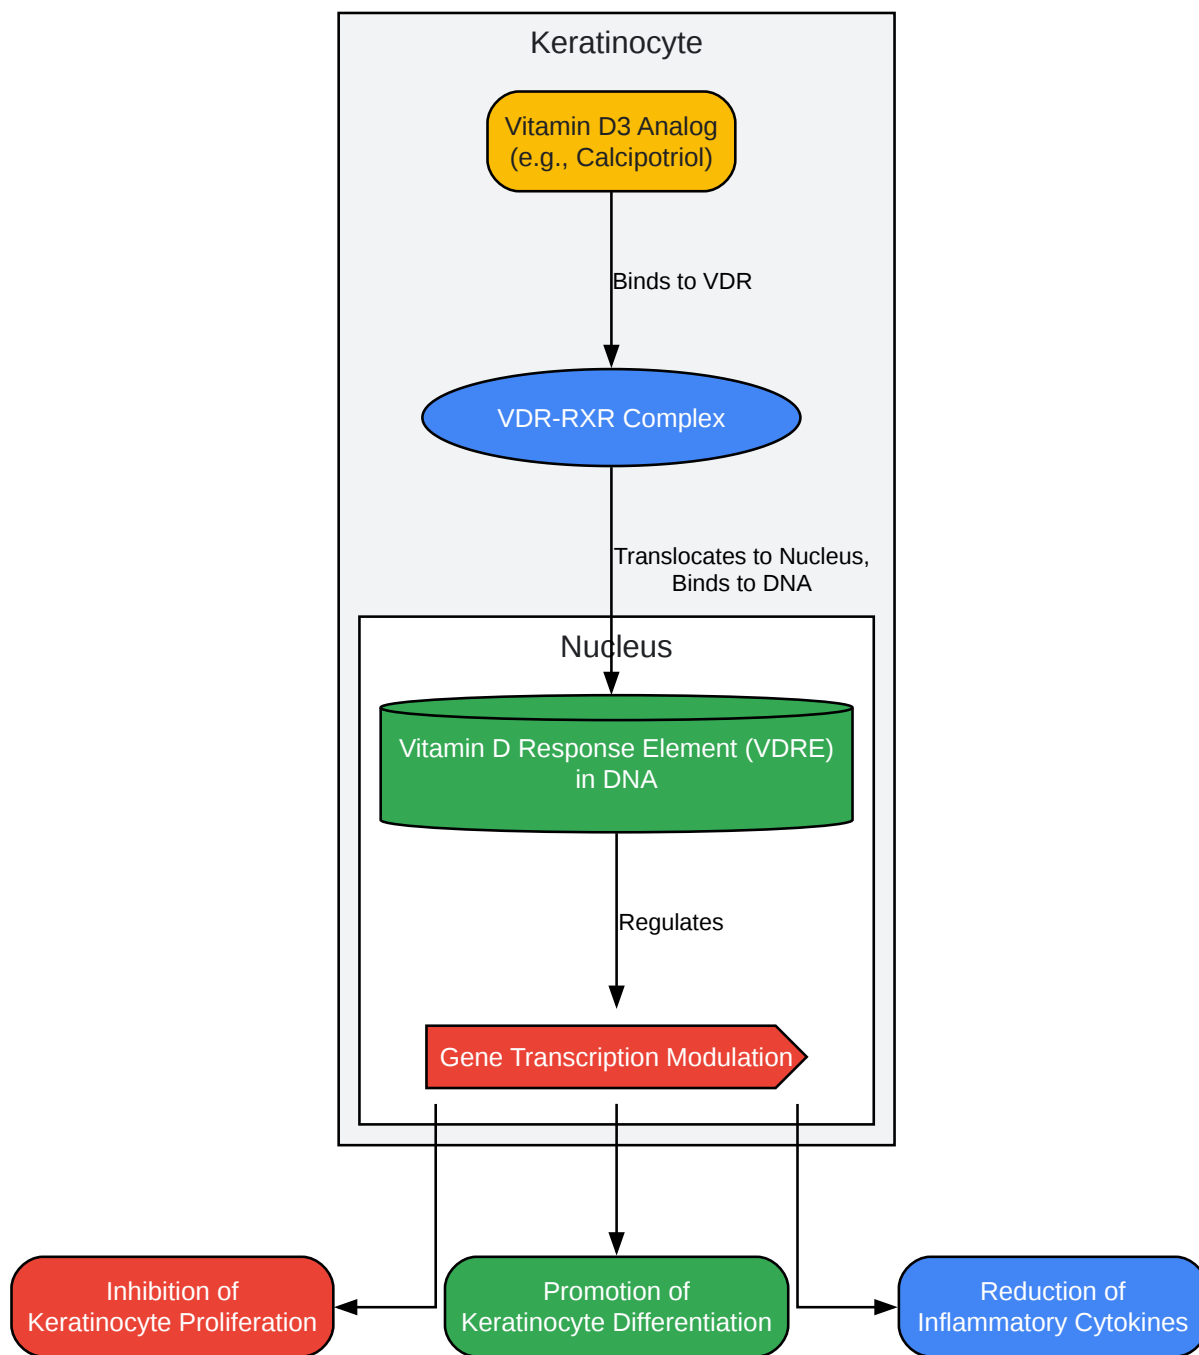 Keratinocyte
Vitamin D3 Analog
(e.g., Calcipotriol)
Binds to VDR
VDR-RXR Complex
Translocates to Nucleus,
Binds to DNA
Nucleus
Vitamin D Response Element (VDRE)
in DNA
Regulates
Gene Transcription Modulation
Inhibition of
Keratinocyte Proliferation
Promotion of
Keratinocyte Differentiation
Reduction of
Inflammatory Cytokines